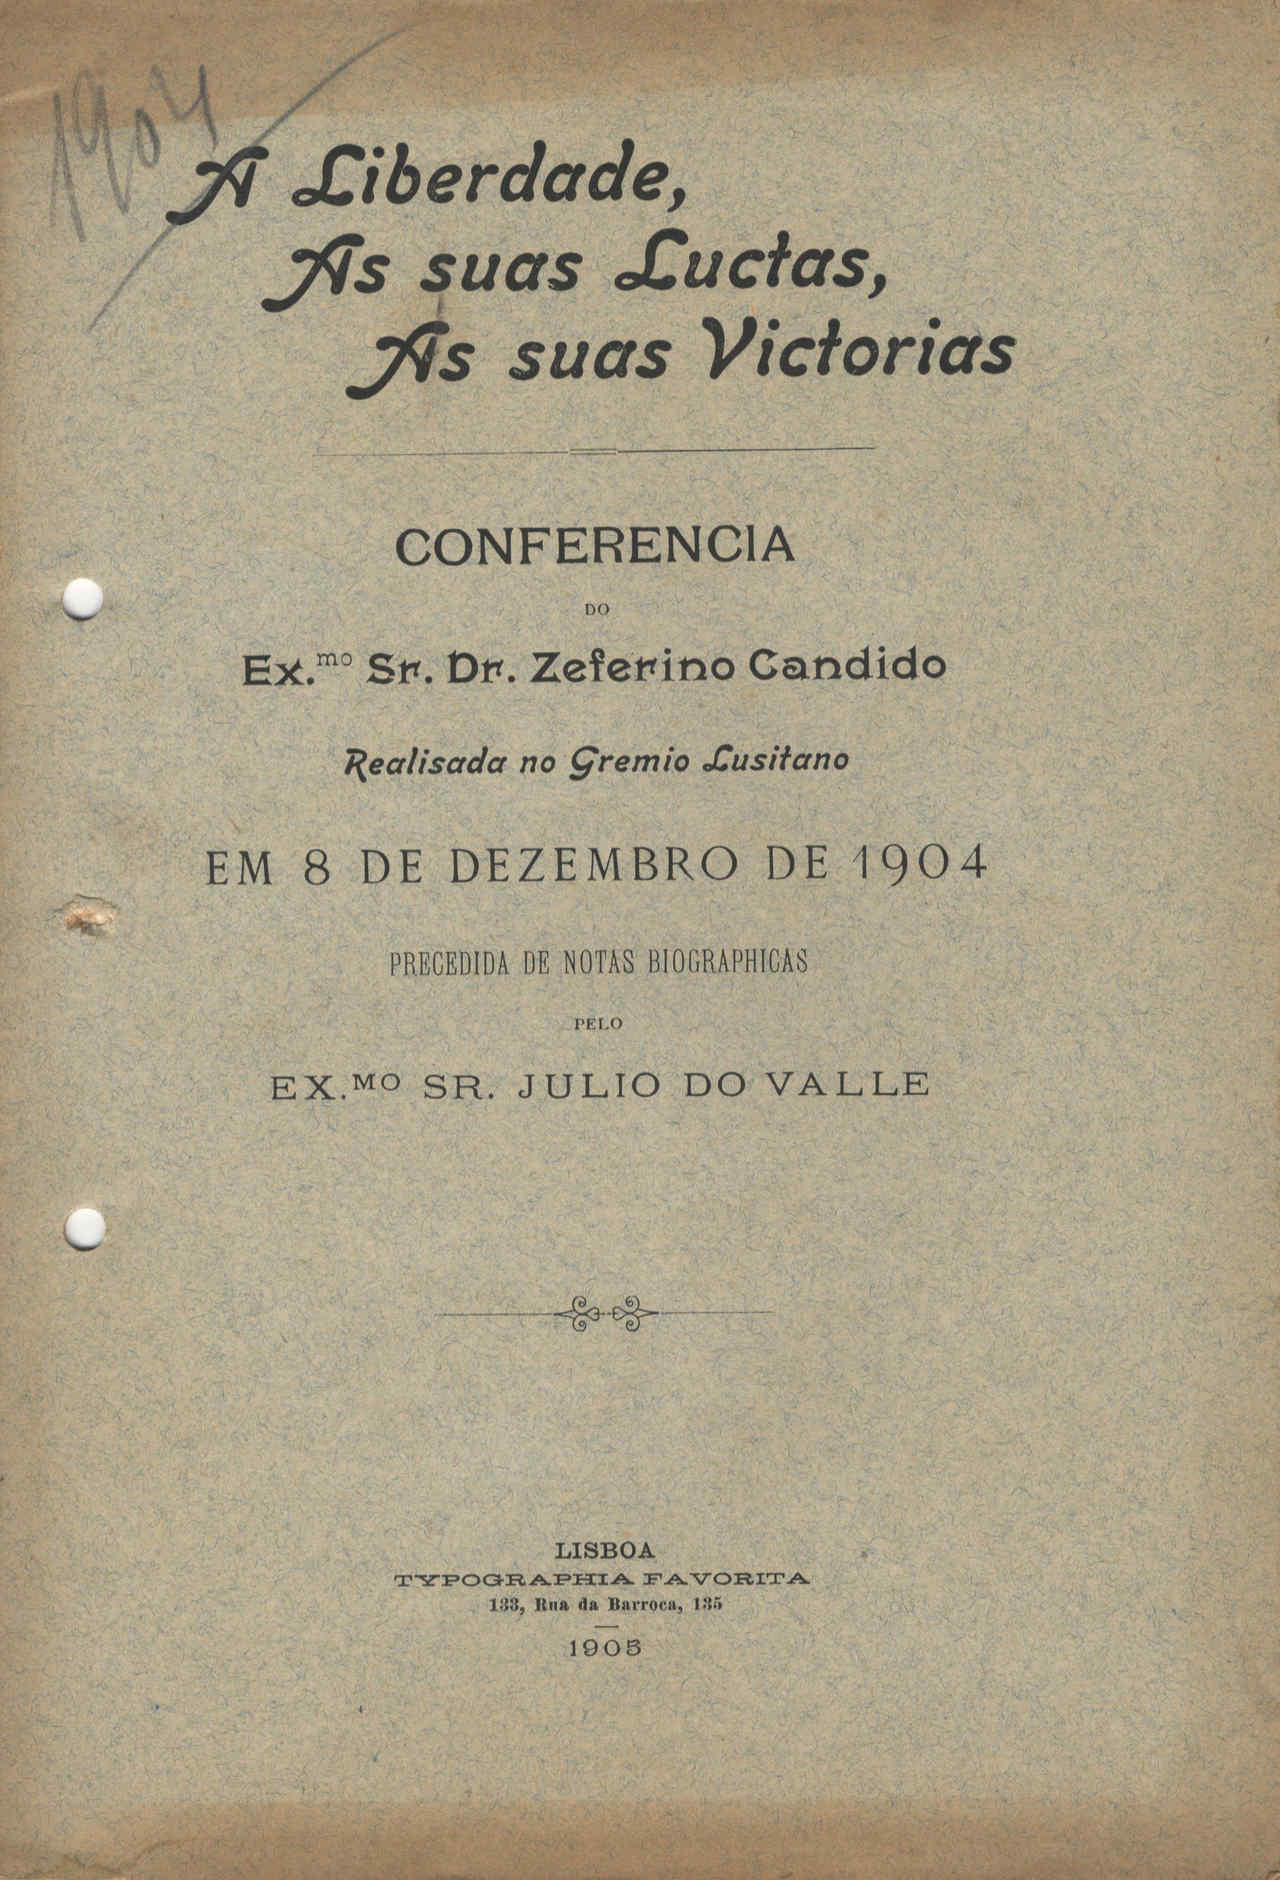 1904
A Liberdade,
As suas Luctas,
As suas Victorias
CONFERENCIA
DO
Ex.mo Sr. Dr. Zeferino Candido
Realisada no Gremio Lusitano
EM 8 DE DEZEMBRO DE 1904
PRECEDIDA DE NOTAS BIOGRAPHICAS
PELO
EX.MO SR. JULIO DO VALLE
LISBOA
TYPOGRAPHIA FAVORITA
133, Rua da Barroca, 135
1905